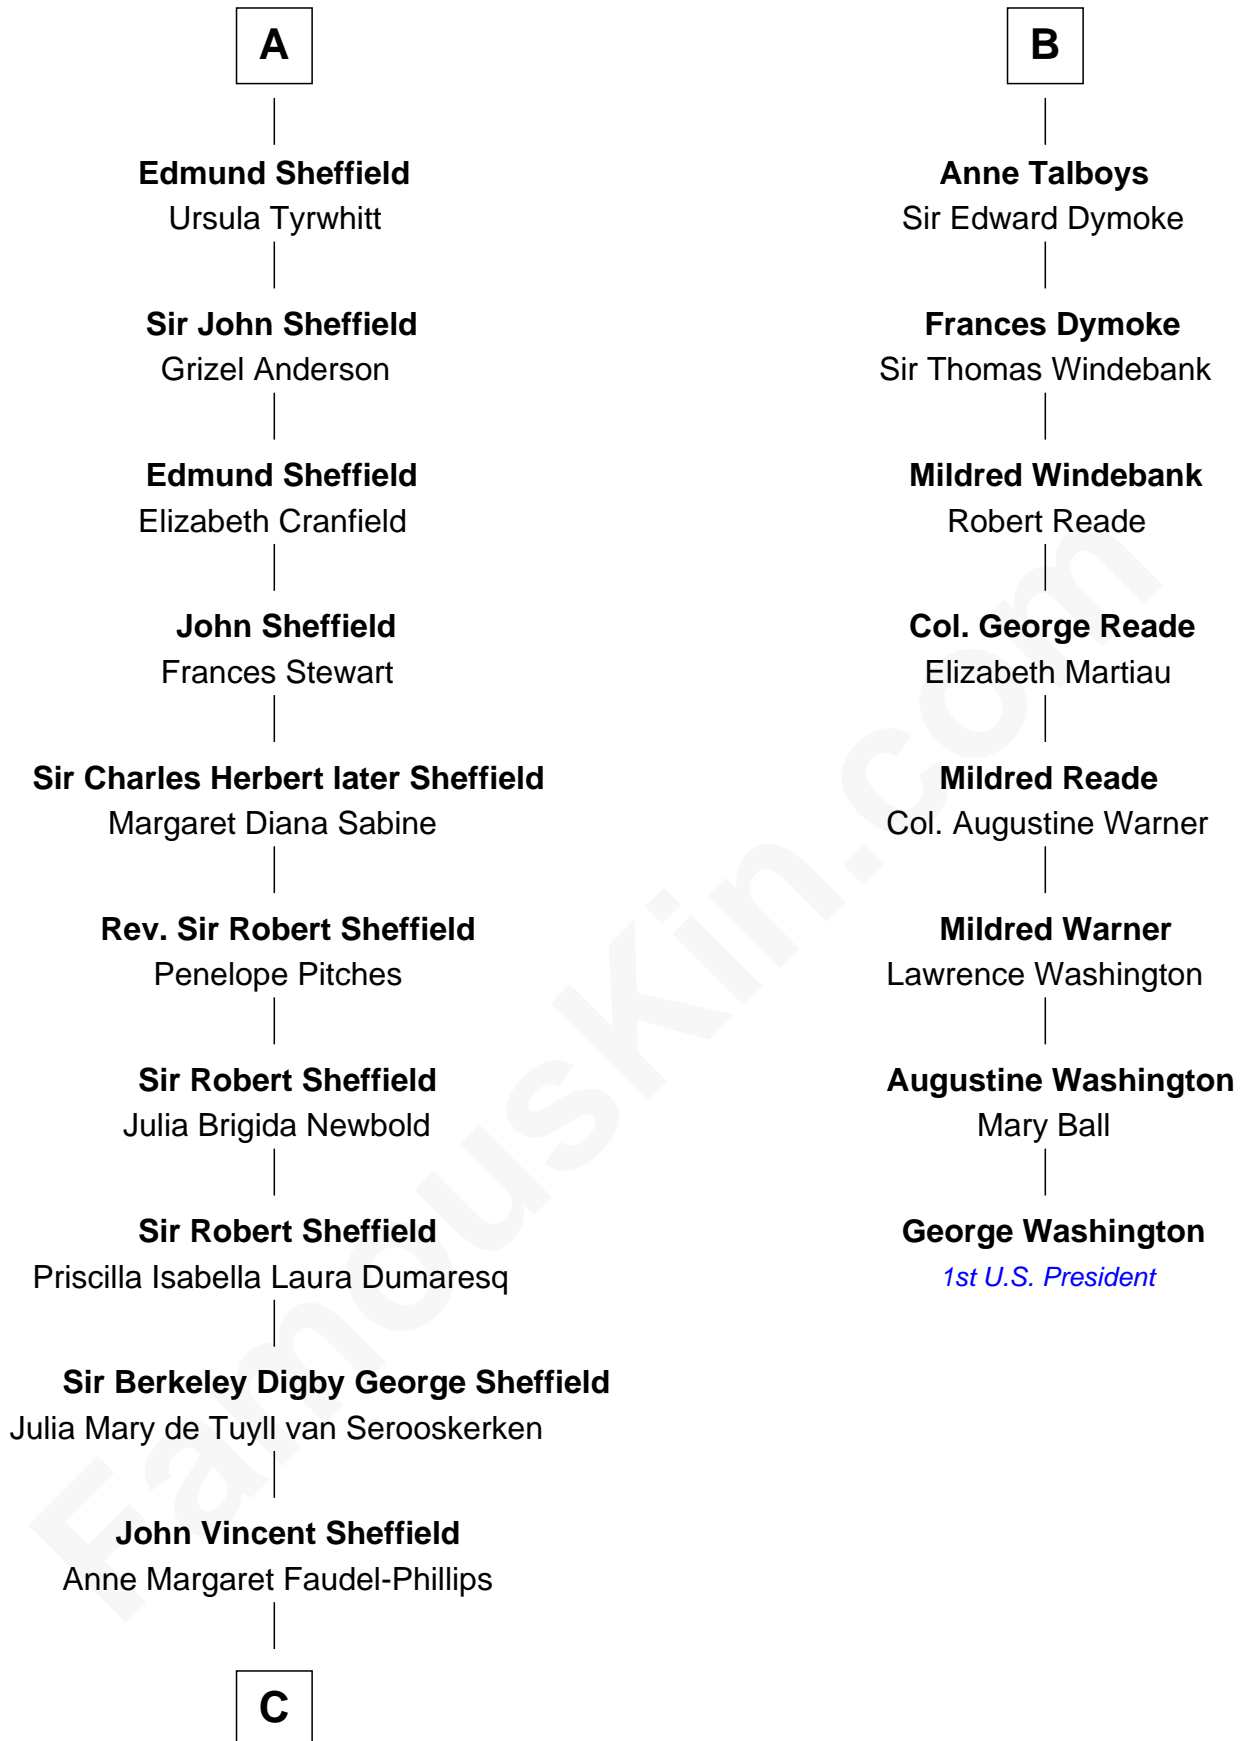 A
Edmund Sheffield
Ursula Tyrwhitt
Sir John Sheffield
Grizel Anderson
Edmund Sheffield
Elizabeth Cranfield
John Sheffield
Frances Stewart
Sir Charles Herbert later Sheffield
Margaret Diana Sabine
Rev. Sir Robert Sheffield
Penelope Pitches
Sir Robert Sheffield
Julia Brigida Newbold
Sir Robert Sheffield
Priscilla Isabella Laura Dumaresq
Sir Berkeley Digby George Sheffield
Julia Mary de Tuyll van Serooskerken
John Vincent Sheffield
Anne Margaret Faudel-Phillips
C
B
Anne Talboys
Sir Edward Dymoke
Frances Dymoke
Sir Thomas Windebank
Mildred Windebank
Robert Reade
Col. George Reade
Elizabeth Martiau
Mildred Reade
Col. Augustine Warner
Mildred Warner
Lawrence Washington
Augustine Washington
Mary Ball
George Washington
1st U.S. President
FamousKin.com